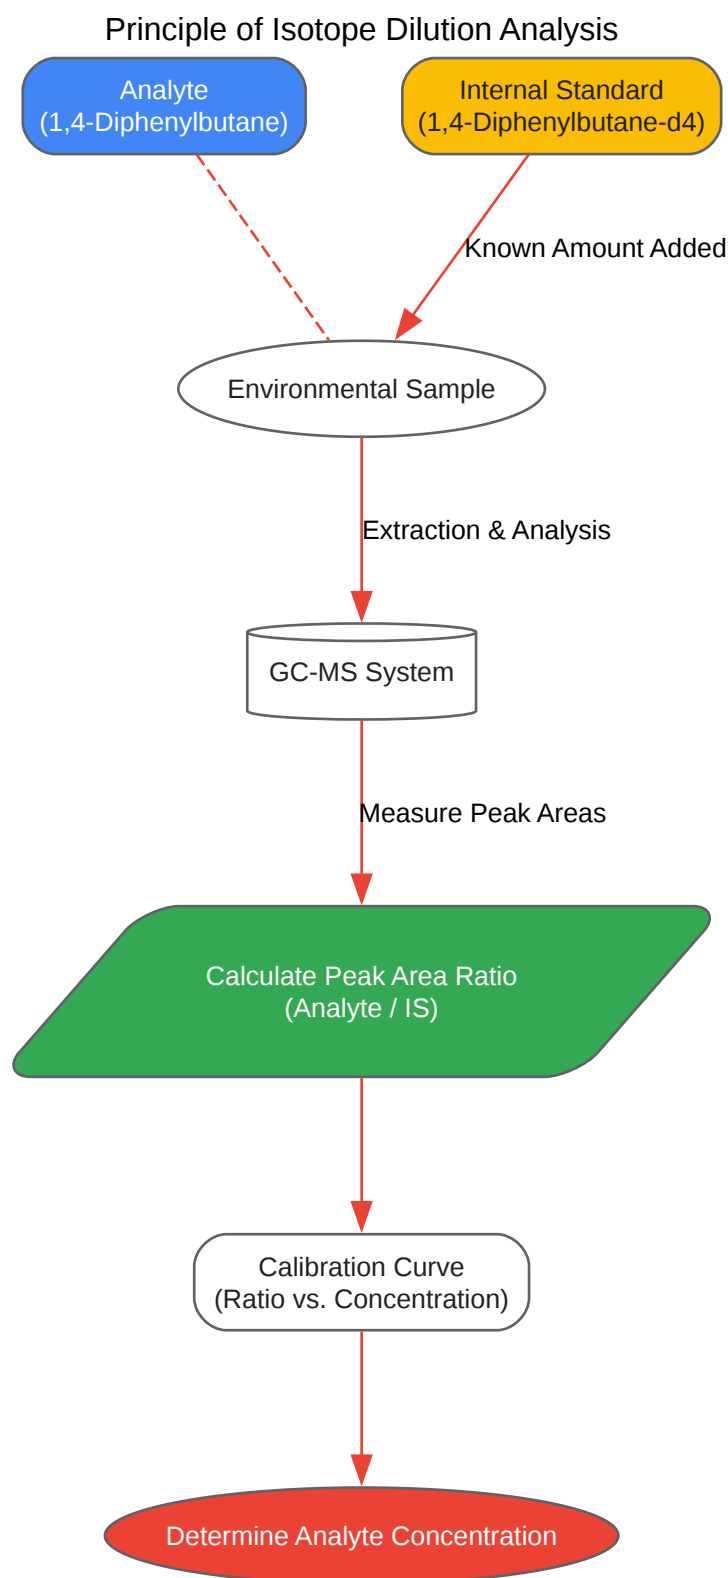 Principle of Isotope Dilution Analysis
Analyte
(1,4-Diphenylbutane)
Internal Standard
(1,4-Diphenylbutane-d4)
Known Amount Added
Environmental Sample
Extraction & Analysis
GC-MS System
Measure Peak Areas
Calculate Peak Area Ratio
(Analyte / IS)
Calibration Curve
(Ratio vs. Concentration)
Determine Analyte Concentration